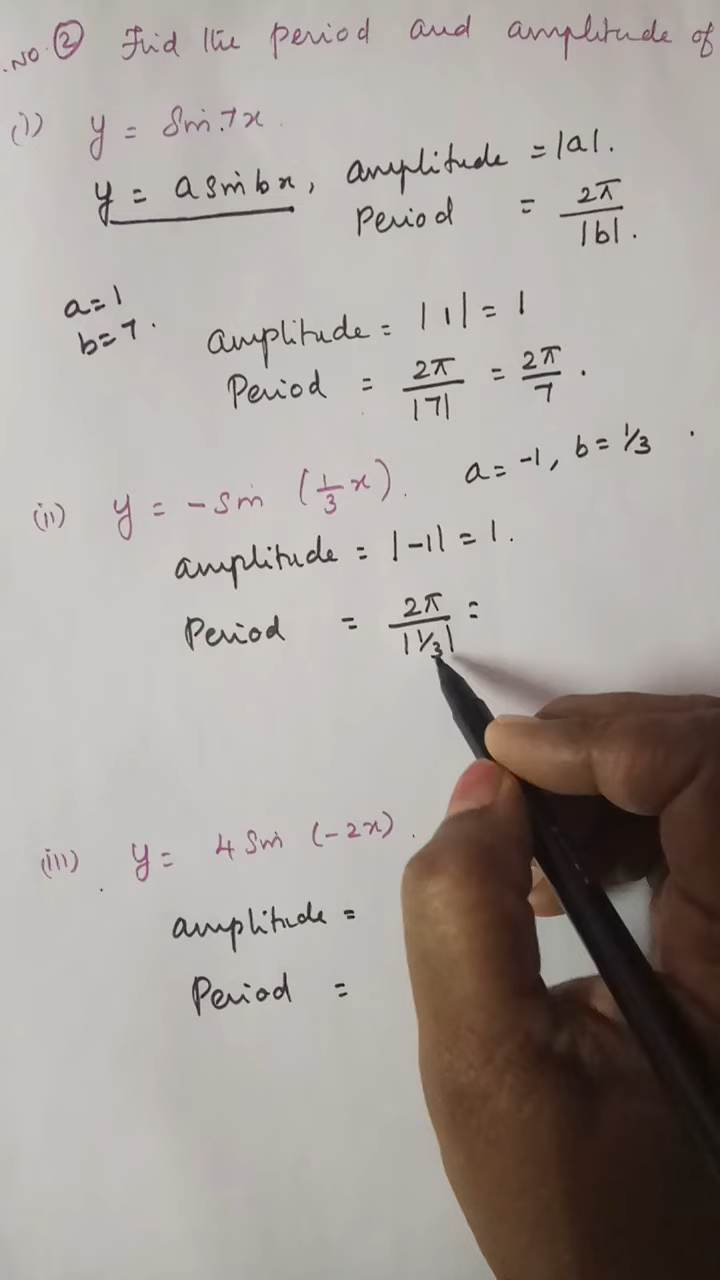 .No. ② Find the period and amplitude of
(i) y = sin 7x.
y = a sin bx, amplitude = |a|.
Period = 2π/|b|.
a=1
b=7.
amplitude = |1| = 1
Period = 2π/|7| = 2π/7.
(ii) y = -sin (1/3 x). a = -1, b = 1/3.
amplitude = |-1| = 1.
Period = 2π/|1/3| =
(iii) y = 4 sin (-2x).
amplitude =
Period =